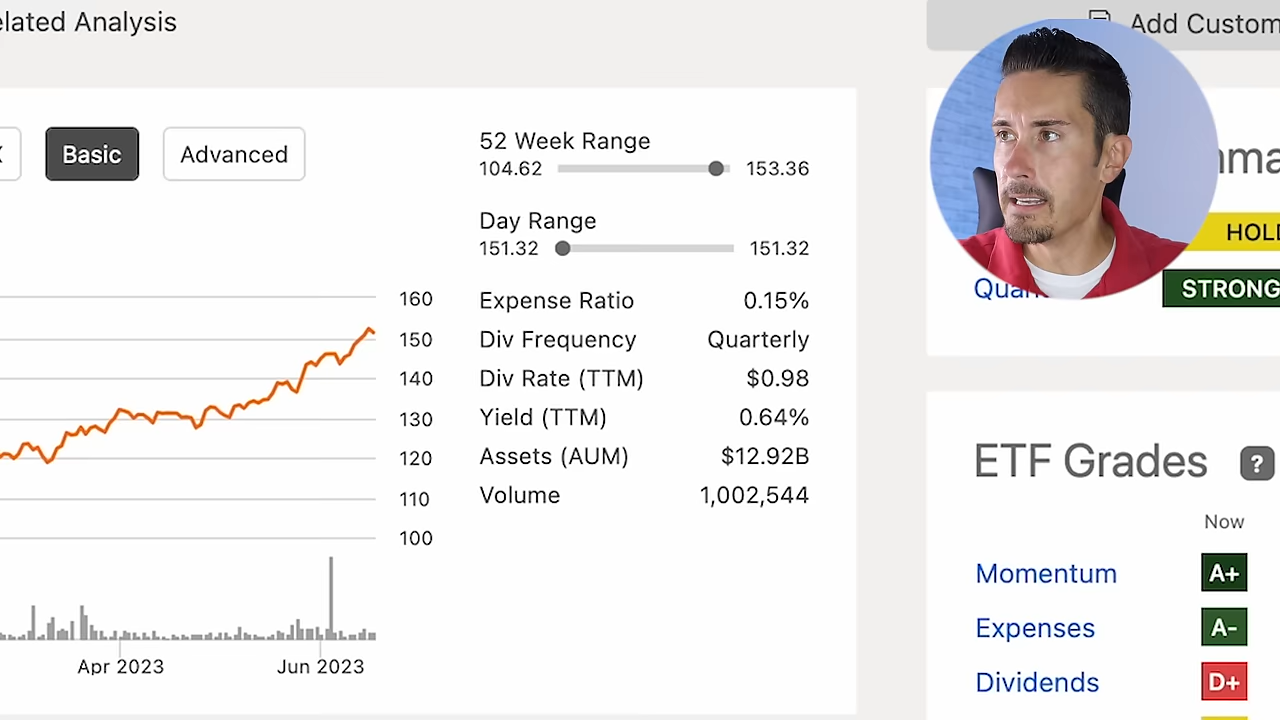 elated Analysis
Add Custom
Basic
Advanced
52 Week Range
104.62 153.36
Day Range
151.32 151.32
Expense Ratio 0.15%
Div Frequency Quarterly
Div Rate (TTM) $0.98
Yield (TTM) 0.64%
Assets (AUM) $12.92B
Volume 1,002,544
160
150
140
130
120
110
100
Apr 2023 Jun 2023
mma
HOLD
Quan
STRONG
ETF Grades ?
Now
Momentum A+
Expenses A-
Dividends D+